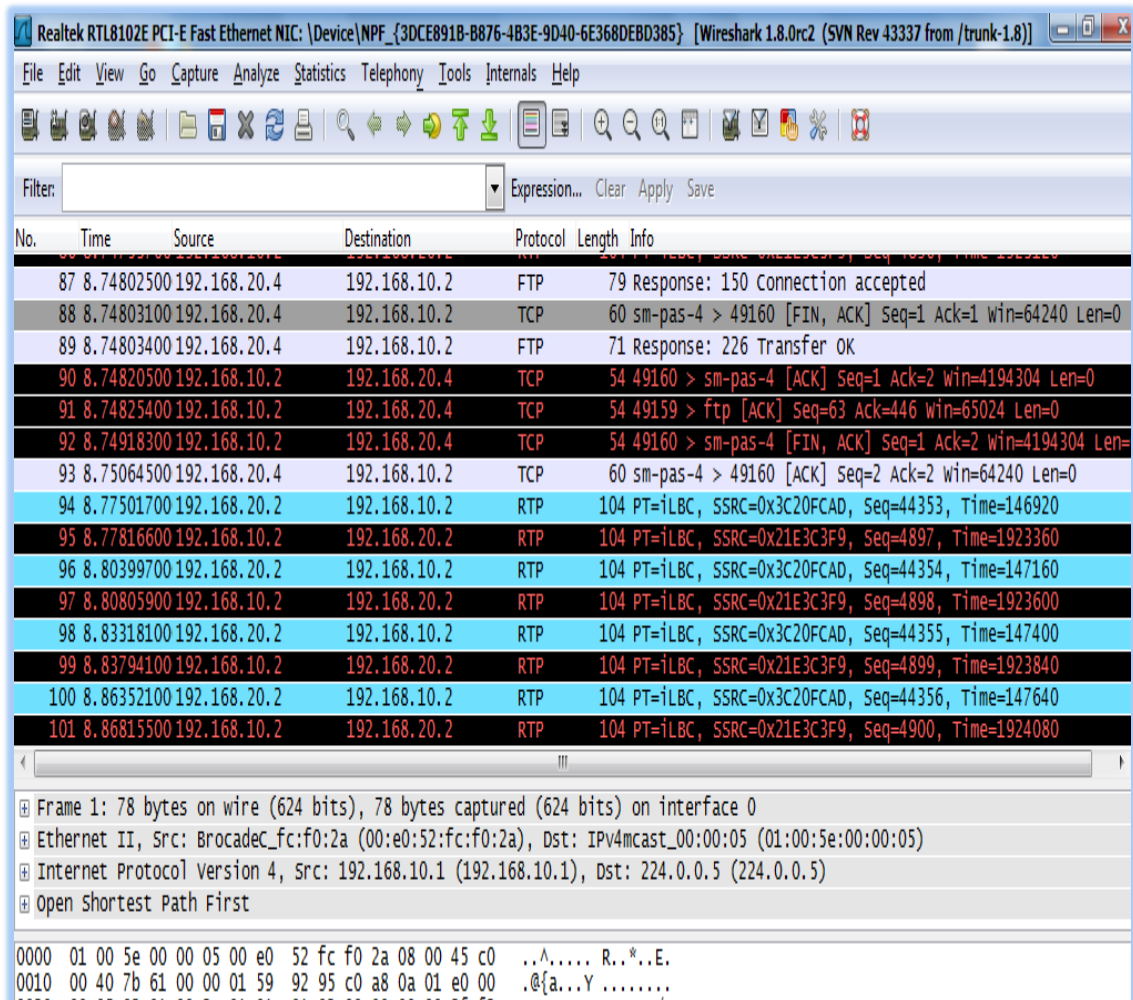 Realtek RTL8102E PCI-E Fast Ethernet NIC: \Device\NPF_{3DCE891B-B876-4B3E-9D40-6E368DEBD385} [Wireshark 1.8.0rc2 (SVN Rev 43337 from /trunk-1.8)]
File Edit View Go Capture Analyze Statistics Telephony Tools Internals Help
Filter: Expression... Clear Apply Save
No. Time Source Destination Protocol Length Info
87 8.74802500 192.168.20.4 192.168.10.2 FTP 79 Response: 150 Connection accepted
88 8.74803100 192.168.20.4 192.168.10.2 TCP 60 sm-pas-4 > 49160 [FIN, ACK] Seq=1 Ack=1 Win=64240 Len=0
89 8.74803400 192.168.20.4 192.168.10.2 FTP 71 Response: 226 Transfer OK
90 8.74820500 192.168.10.2 192.168.20.4 TCP 54 49160 > sm-pas-4 [ACK] Seq=1 Ack=2 Win=4194304 Len=0
91 8.74825400 192.168.10.2 192.168.20.4 TCP 54 49159 > ftp [ACK] Seq=63 Ack=446 Win=65024 Len=0
92 8.74918300 192.168.10.2 192.168.20.4 TCP 54 49160 > sm-pas-4 [FIN, ACK] Seq=1 Ack=2 Win=4194304 Len=
93 8.75064500 192.168.20.4 192.168.10.2 TCP 60 sm-pas-4 > 49160 [ACK] Seq=2 Ack=2 Win=64240 Len=0
94 8.77501700 192.168.20.2 192.168.10.2 RTP 104 PT=iLBC, SSRC=0x3C20FCAD, Seq=44353, Time=146920
95 8.77816600 192.168.10.2 192.168.20.2 RTP 104 PT=iLBC, SSRC=0x21E3C3F9, Seq=4897, Time=1923360
96 8.80399700 192.168.20.2 192.168.10.2 RTP 104 PT=iLBC, SSRC=0x3C20FCAD, Seq=44354, Time=147160
97 8.80805900 192.168.10.2 192.168.20.2 RTP 104 PT=iLBC, SSRC=0x21E3C3F9, Seq=4898, Time=1923600
98 8.83318100 192.168.20.2 192.168.10.2 RTP 104 PT=iLBC, SSRC=0x3C20FCAD, Seq=44355, Time=147400
99 8.83794100 192.168.10.2 192.168.20.2 RTP 104 PT=iLBC, SSRC=0x21E3C3F9, Seq=4899, Time=1923840
100 8.86352100 192.168.20.2 192.168.10.2 RTP 104 PT=iLBC, SSRC=0x3C20FCAD, Seq=44356, Time=147640
101 8.86815500 192.168.10.2 192.168.20.2 RTP 104 PT=iLBC, SSRC=0x21E3C3F9, Seq=4900, Time=1924080
Frame 1: 78 bytes on wire (624 bits), 78 bytes captured (624 bits) on interface 0
Ethernet II, Src: BrocadeC_fc:f0:2a (00:e0:52:fc:f0:2a), Dst: IPv4mcast_00:00:05 (01:00:5e:00:00:05)
Internet Protocol Version 4, Src: 192.168.10.1 (192.168.10.1), Dst: 224.0.0.5 (224.0.0.5)
Open Shortest Path First
0000 01 00 5e 00 00 05 00 e0 52 fc f0 2a 08 00 45 c0 ..^..... R..*..E.
0010 00 40 7b 61 00 00 01 59 92 95 c0 a8 0a 01 e0 00 .@{a...Y ........